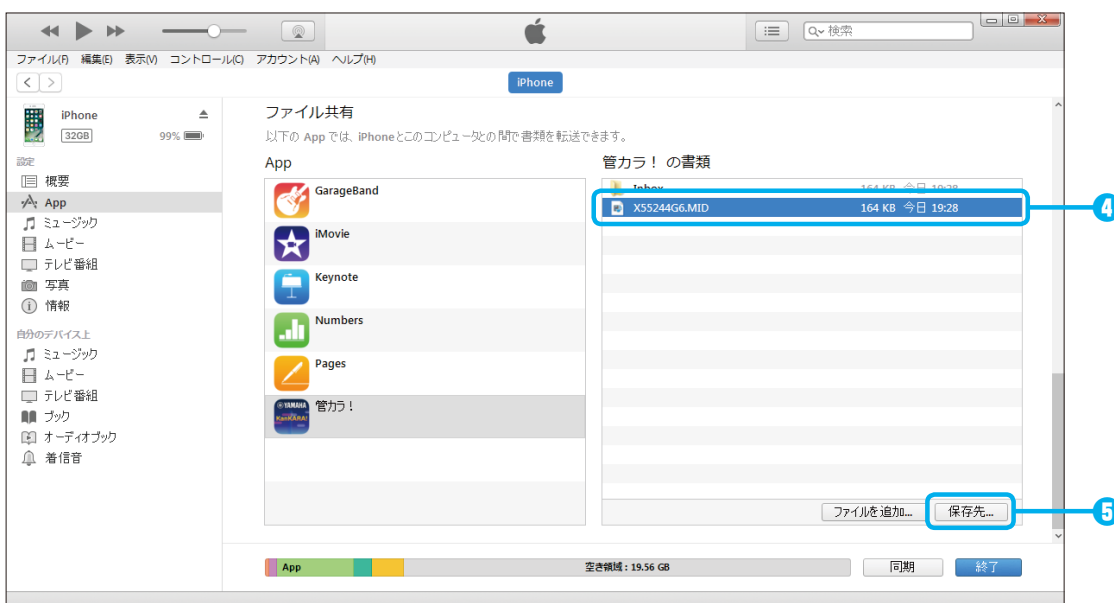 検索
ファイル(F) 編集(E) 表示(V) コントロール(C) アカウント(A) ヘルプ(H)
iPhone
iPhone
32GB 99%
設定
概要
App
ミュージック
ムービー
テレビ番組
写真
情報
自分のデバイス上
ミュージック
ムービー
テレビ番組
ブック
オーディオブック
着信音
ファイル共有
以下の App では、iPhoneとこのコンピュータとの間で書類を転送できます。
App
GarageBand
iMovie
Keynote
Numbers
Pages
YAMAHA
KanKARA!
管カラ！
管カラ！ の書類
Inbox 164 KB 今日 19:28
X55244G6.MID 164 KB 今日 19:28
4
ファイルを追加... 保存先...
5
App 空き領域 : 19.56 GB 同期 終了